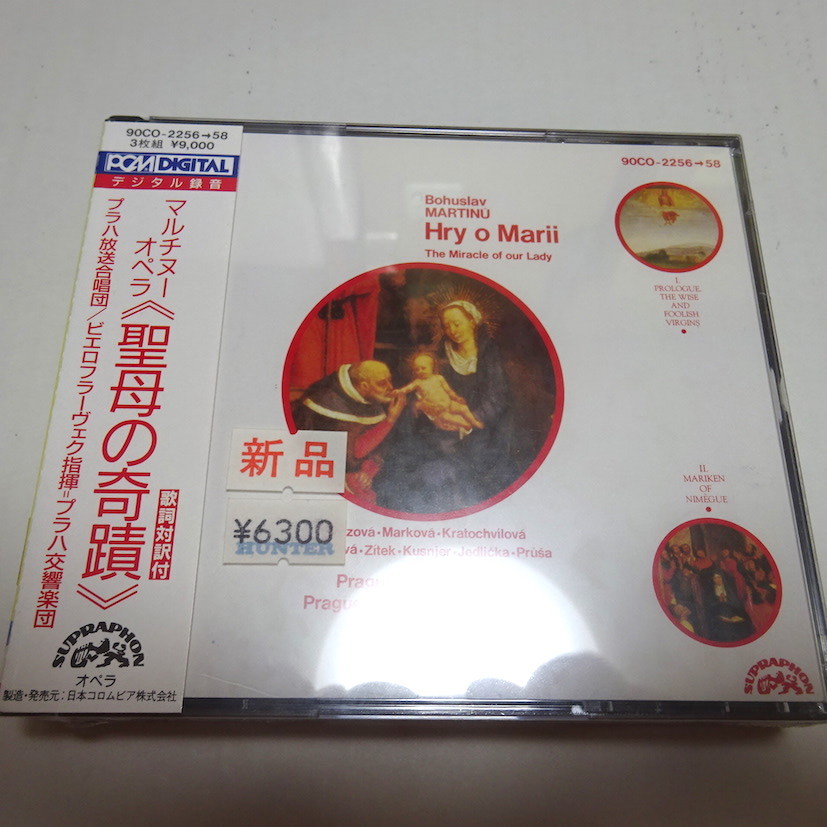 90CO-2256→58
3枚組 ¥9,000
PCM DIGITAL
デジタル録音
マルチヌー
オペラ《聖母の奇蹟》
歌詞対訳付
プラハ放送合唱団/ビエロフラーヴェク指揮=プラハ交響楽団
SUPRAPHON
オペラ
製造・発売元:日本コロムビア株式会社
90CO-2256→58
Bohuslav
MARTINŮ
Hry o Marii
The Miracle of our Lady
I.
PROLOGUE.
THE WISE
AND
FOOLISH
VIRGINS
II.
MARIKEN
OF
NIMÈGUE
新品
¥6300
HUNTER
Marková・Kratochvilová
Zítek・Kusnjer・Jedlička・Průša
SUPRAPHON